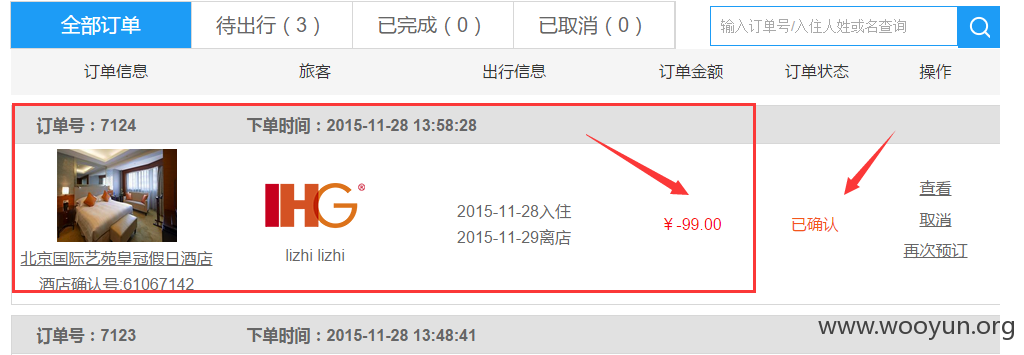 全部订单 待出行（3） 已完成（0） 已取消（0） 输入订单号/入住人姓或名查询
订单信息 旅客 出行信息 订单金额 订单状态 操作
订单号：7124 下单时间：2015-11-28 13:58:28
IHG®
北京国际艺苑皇冠假日酒店
酒店确认号:61067142
lizhi lizhi
2015-11-28入住
2015-11-29离店
¥ -99.00
已确认
查看
取消
再次预订
订单号：7123 下单时间：2015-11-28 13:48:41
www.wooyun.org